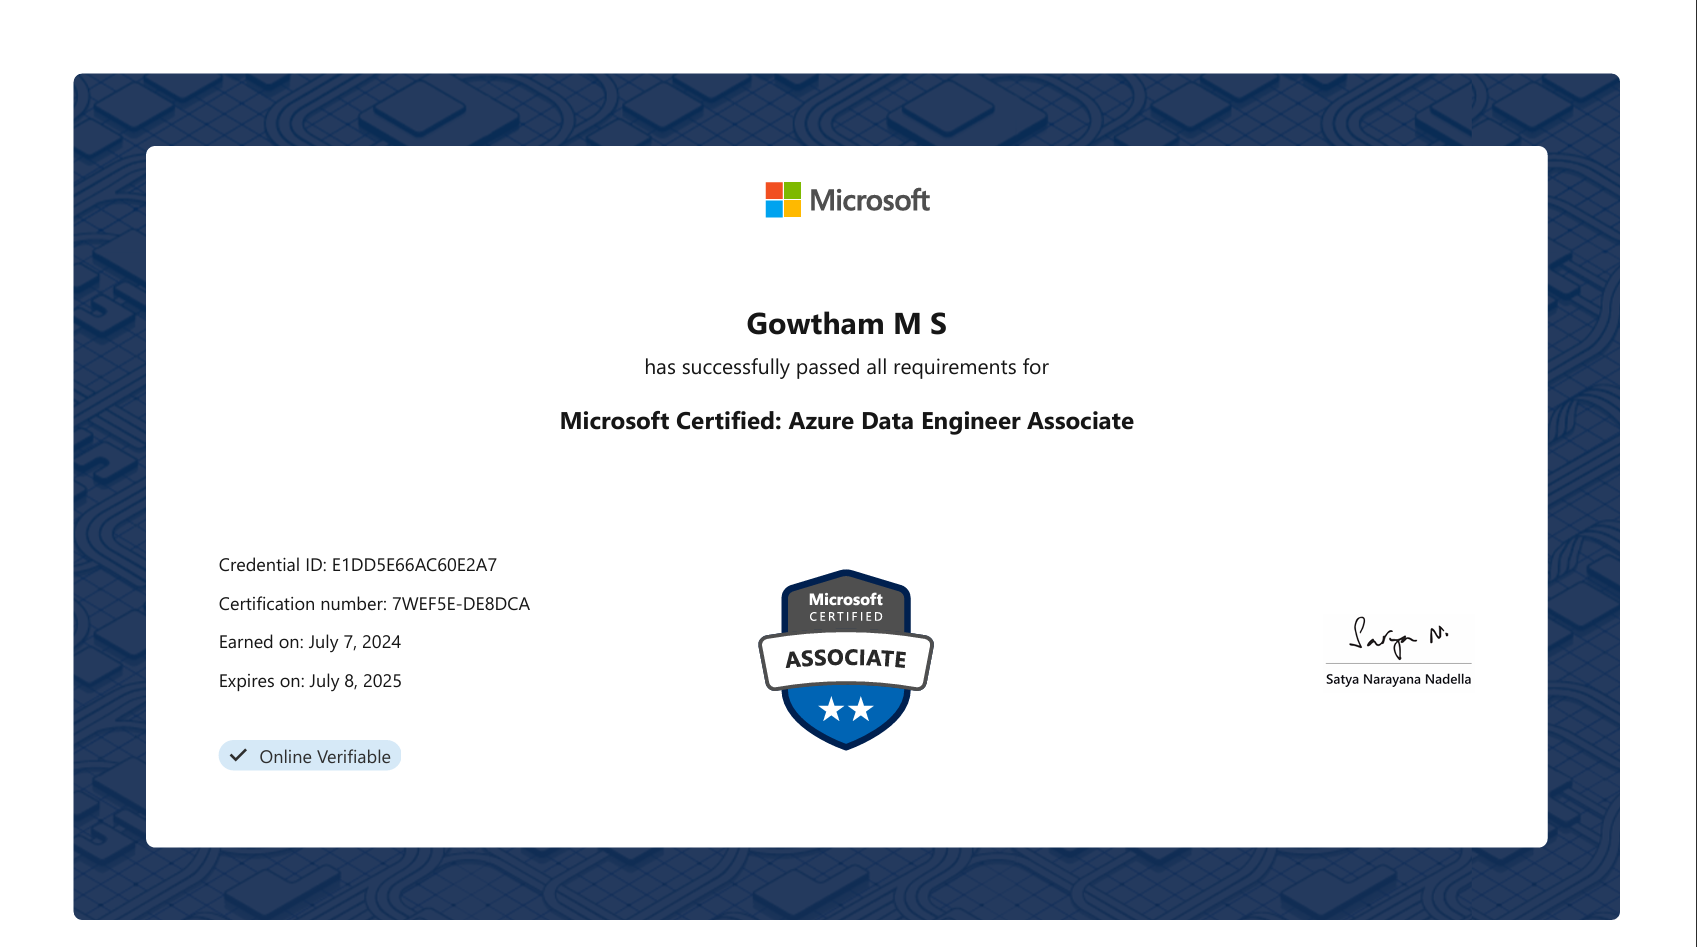 Microsoft
Gowtham M S
has successfully passed all requirements for
Microsoft Certified: Azure Data Engineer Associate
Credential ID: E1DD5E66AC60E2A7
Certification number: 7WEF5E-DE8DCA
Earned on: July 7, 2024
Expires on: July 8, 2025
Online Verifiable
Microsoft
CERTIFIED
ASSOCIATE
Satya N.
Satya Narayana Nadella